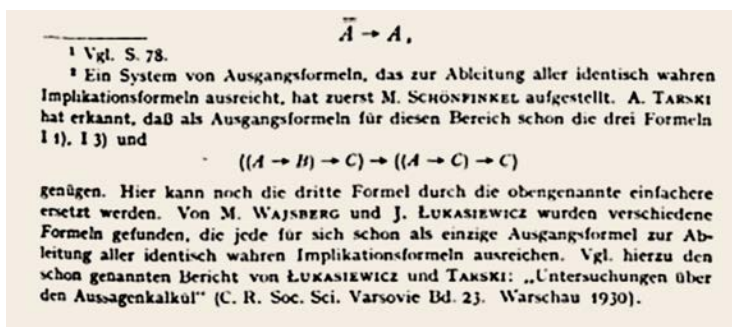 A̿ → A,
¹ Vgl. S. 78.
² Ein System von Ausgangsformeln, das zur Ableitung aller identisch wahren
Implikationsformeln ausreicht, hat zuerst M. SCHÖNFINKEL aufgestellt. A. TARSKI
hat erkannt, daß als Ausgangsformeln für diesen Bereich schon die drei Formeln
I 1), I 3) und
((A → B) → C) → ((A → C) → C)
genügen. Hier kann noch die dritte Formel durch die obengenannte einfachere
ersetzt werden. Von M. WAJSBERG und J. ŁUKASIEWICZ wurden verschiedene
Formeln gefunden, die jede für sich schon als einzige Ausgangsformel zur Ab-
leitung aller identisch wahren Implikationsformeln ausreichen. Vgl. hierzu den
schon genannten Bericht von ŁUKASIEWICZ und TARSKI: „Untersuchungen über
den Aussagenkalkül“ (C. R. Soc. Sci. Varsovie Bd. 23. Warschau 1930).